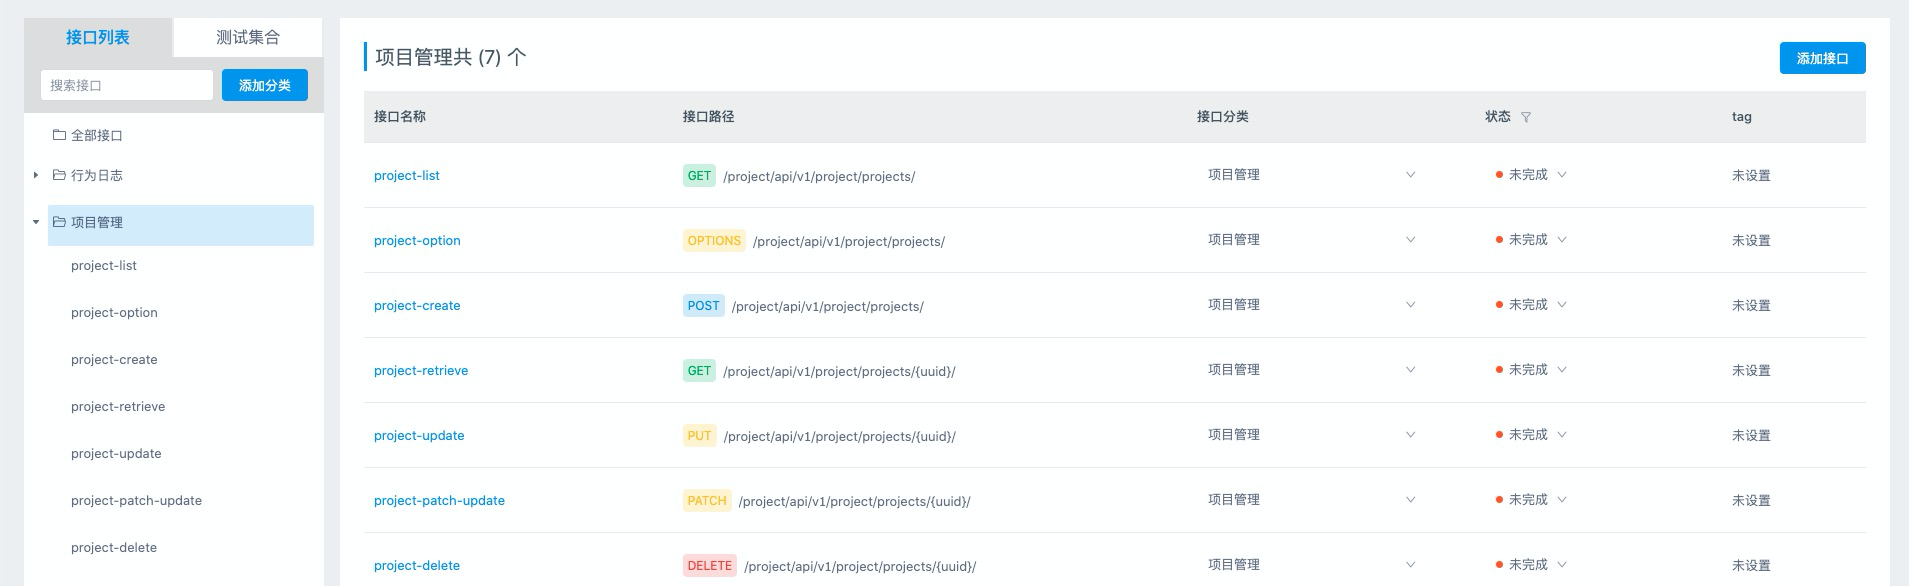 接口列表
测试集合
搜索接口
添加分类
全部接口
行为日志
项目管理
project-list
project-option
project-create
project-retrieve
project-update
project-patch-update
project-delete
项目管理共 (7) 个
添加接口
接口名称 接口路径 接口分类 状态 tag
project-list GET /project/api/v1/project/projects/ 项目管理 未完成 未设置
project-option OPTIONS /project/api/v1/project/projects/ 项目管理 未完成 未设置
project-create POST /project/api/v1/project/projects/ 项目管理 未完成 未设置
project-retrieve GET /project/api/v1/project/projects/{uuid}/ 项目管理 未完成 未设置
project-update PUT /project/api/v1/project/projects/{uuid}/ 项目管理 未完成 未设置
project-patch-update PATCH /project/api/v1/project/projects/{uuid}/ 项目管理 未完成 未设置
project-delete DELETE /project/api/v1/project/projects/{uuid}/ 项目管理 未完成 未设置